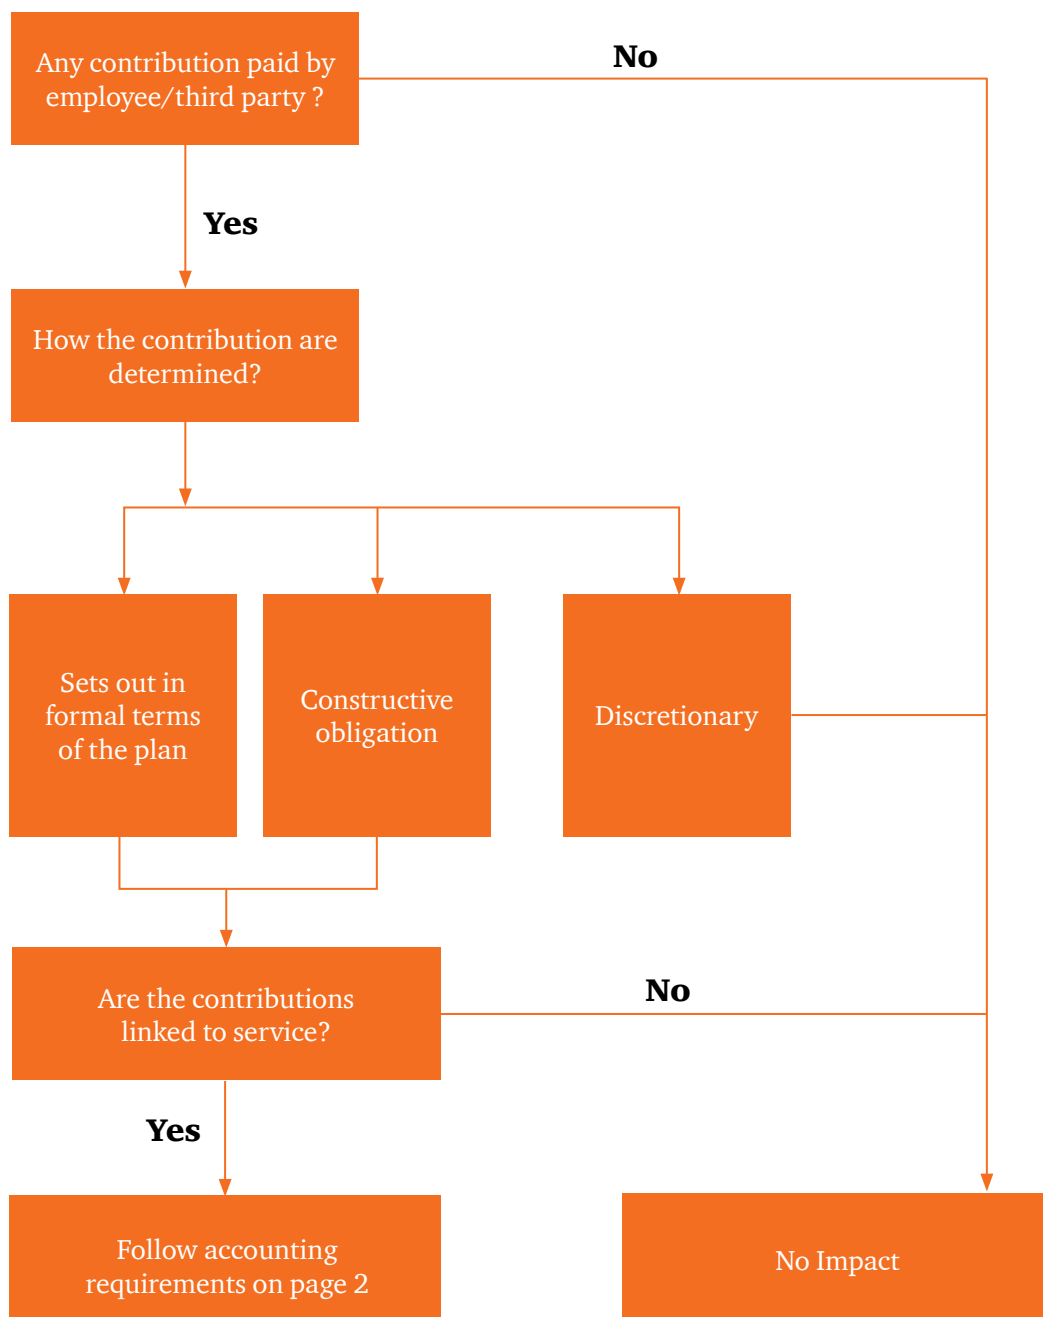 Any contribution paid by
employee/third party ?
No
Yes
How the contribution are
determined?
Sets out in
formal terms
of the plan
Constructive
obligation
Discretionary
Are the contributions
linked to service?
No
Yes
Follow accounting
requirements on page 2
No Impact